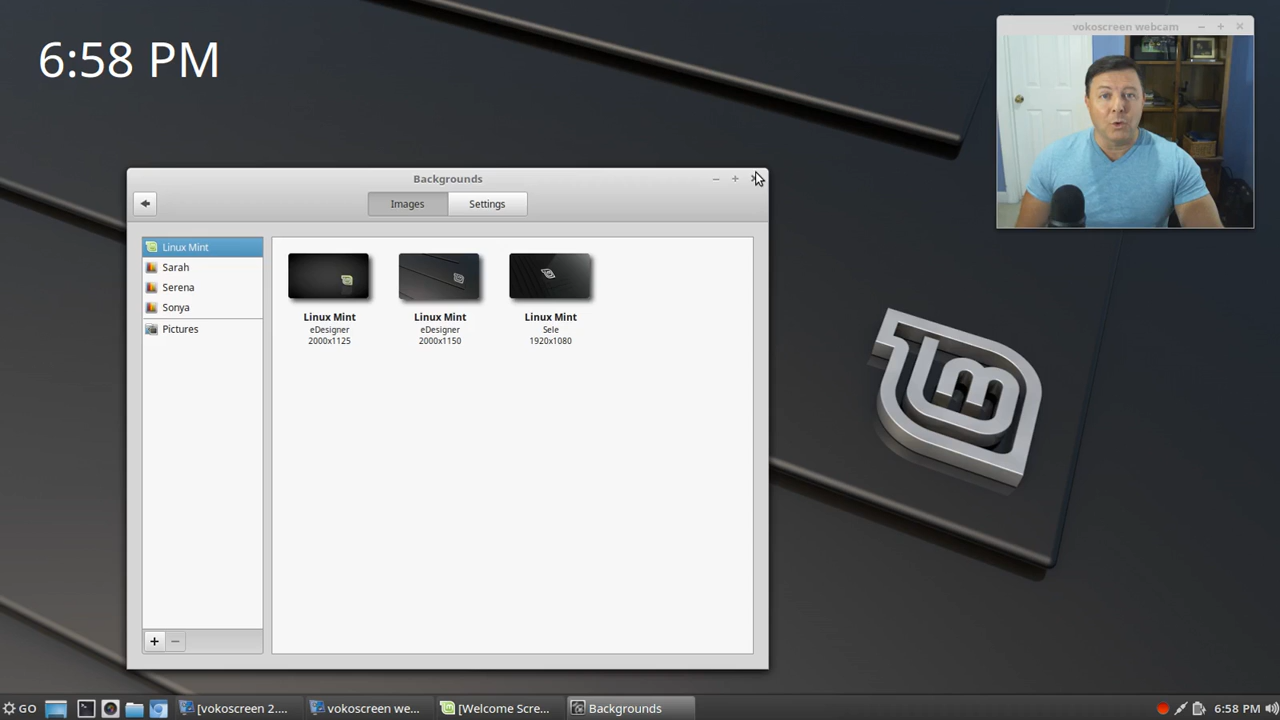 6:58 PM
vokoscreen webcam
Backgrounds
Images
Settings
Linux Mint
Sarah
Serena
Sonya
Pictures
Linux Mint
eDesigner
2000x1125
Linux Mint
eDesigner
2000x1150
Linux Mint
Sele
1920x1080
GO
[vokoscreen 2....
vokoscreen we...
[Welcome Scre...
Backgrounds
6:58 PM